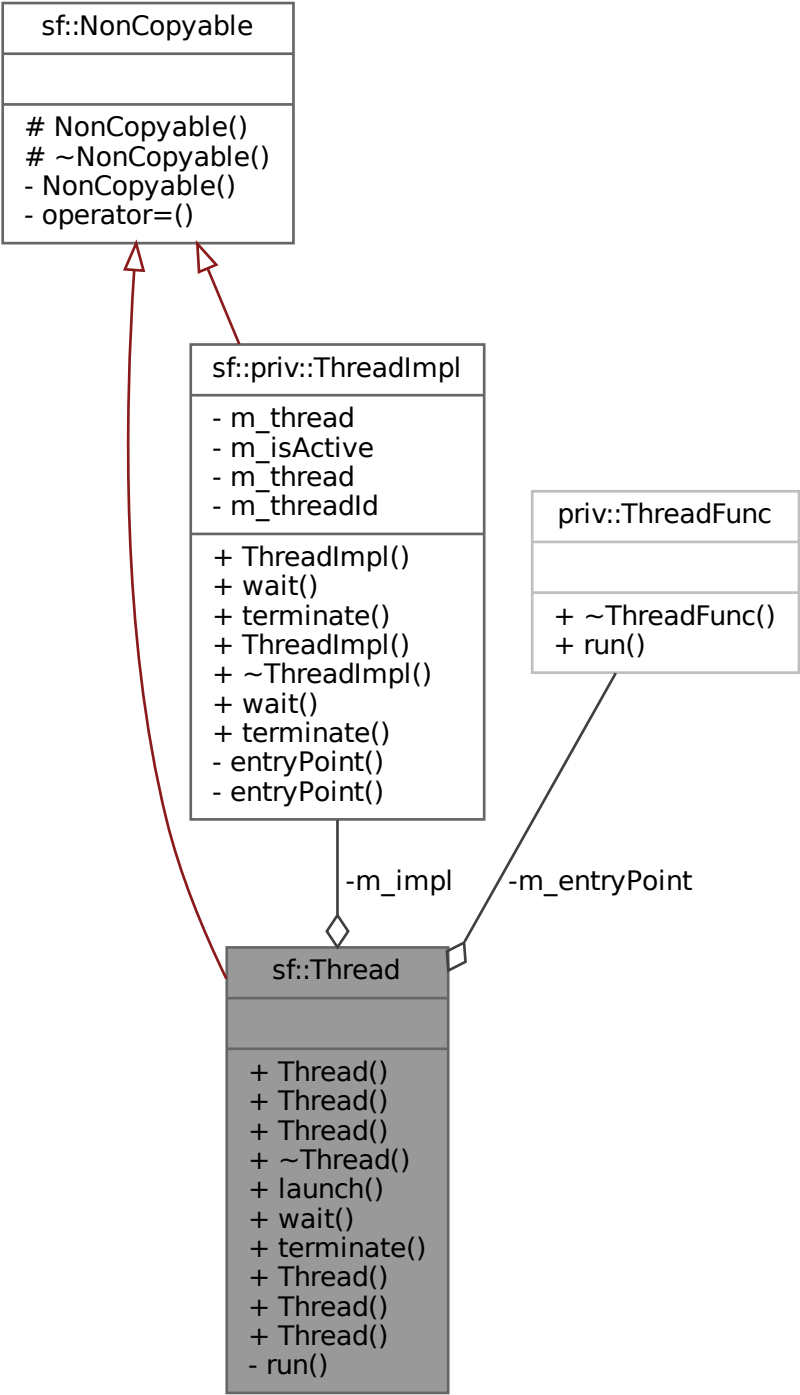 sf::NonCopyable
# NonCopyable()
# ~NonCopyable()
- NonCopyable()
- operator=()
sf::priv::ThreadImpl
- m_thread
- m_isActive
- m_thread
- m_threadId
+ ThreadImpl()
+ wait()
+ terminate()
+ ThreadImpl()
+ ~ThreadImpl()
+ wait()
+ terminate()
- entryPoint()
- entryPoint()
priv::ThreadFunc
+ ~ThreadFunc()
+ run()
-m_impl
-m_entryPoint
sf::Thread
+ Thread()
+ Thread()
+ Thread()
+ ~Thread()
+ launch()
+ wait()
+ terminate()
+ Thread()
+ Thread()
+ Thread()
- run()